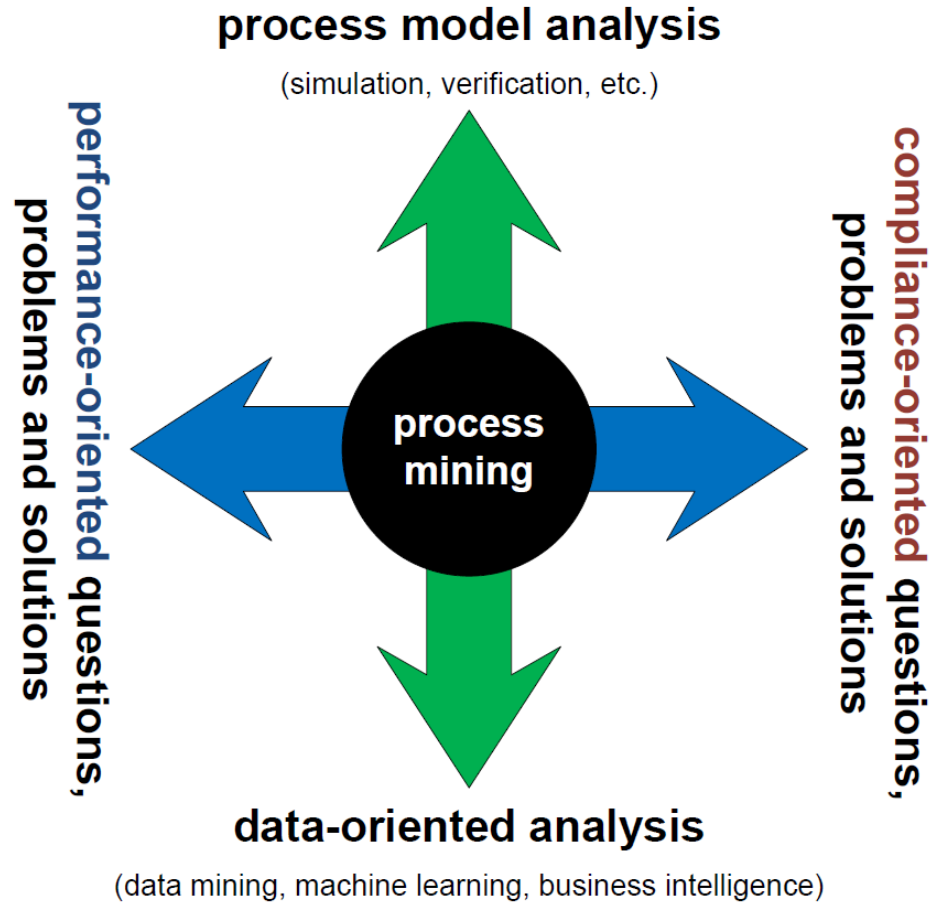 process model analysis
(simulation, verification, etc.)
performance-oriented questions,
problems and solutions
process
mining
compliance-oriented questions,
problems and solutions
data-oriented analysis
(data mining, machine learning, business intelligence)